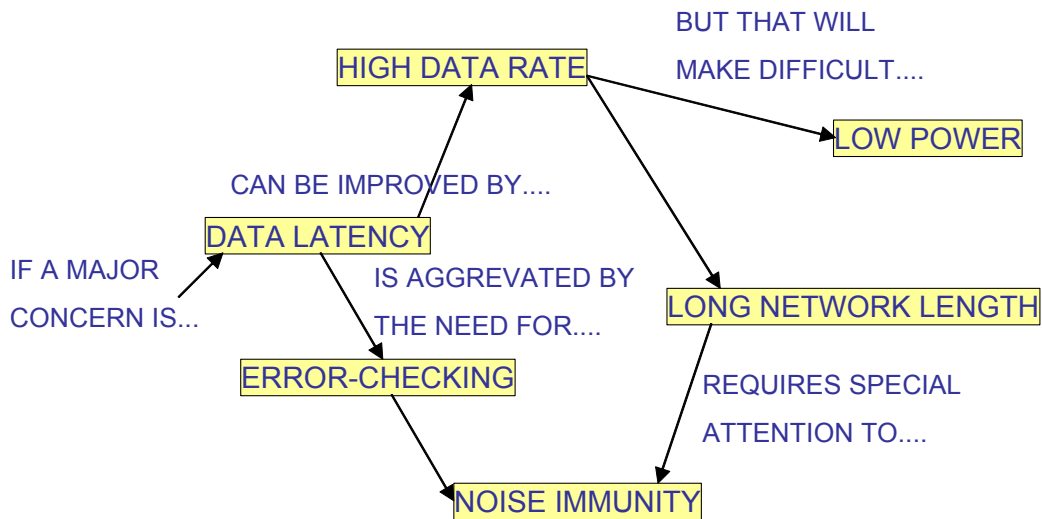 BUT THAT WILL
MAKE DIFFICULT....
HIGH DATA RATE
LOW POWER
CAN BE IMPROVED BY....
DATA LATENCY
IF A MAJOR
CONCERN IS...
IS AGGREVATED BY
THE NEED FOR....
LONG NETWORK LENGTH
ERROR-CHECKING
REQUIRES SPECIAL
ATTENTION TO....
NOISE IMMUNITY